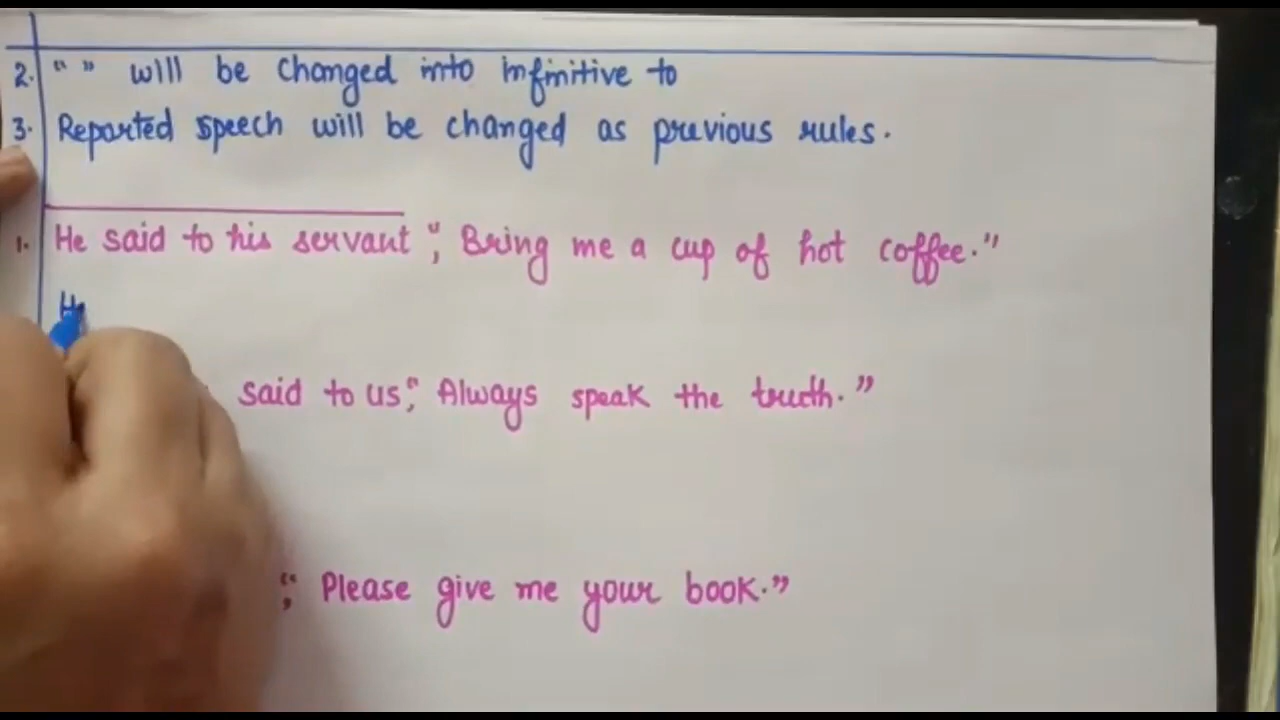 2. “ ” will be changed into infinitive to
3. Reported speech will be changed as previous rules.
1. He said to his servant, “Bring me a cup of hot coffee.”
He
said to us, “Always speak the truth.”
, “Please give me your book.”